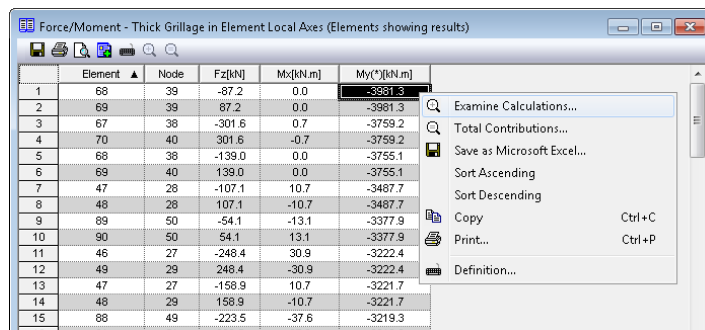 Force/Moment - Thick Grillage in Element Local Axes (Elements showing results)
Element ▲ Node Fz[kN] Mx[kN.m] My(*)[kN.m]
1 68 39 -87.2 0.0 -3981.3
2 69 39 87.2 0.0 -3981.3
3 67 38 -301.6 0.7 -3759.2
4 70 40 301.6 -0.7 -3759.2
5 68 38 -139.0 0.0 -3755.1
6 69 40 139.0 0.0 -3755.1
7 47 28 -107.1 10.7 -3487.7
8 48 28 107.1 -10.7 -3487.7
9 89 50 -54.1 -13.1 -3377.9
10 90 50 54.1 13.1 -3377.9
11 46 27 -248.4 30.9 -3222.4
12 49 29 248.4 -30.9 -3222.4
13 47 27 -158.9 10.7 -3221.7
14 48 29 158.9 -10.7 -3221.7
15 88 49 -223.5 -37.6 -3219.3
Examine Calculations...
Total Contributions...
Save as Microsoft Excel...
Sort Ascending
Sort Descending
Copy Ctrl+C
Print... Ctrl+P
Definition...